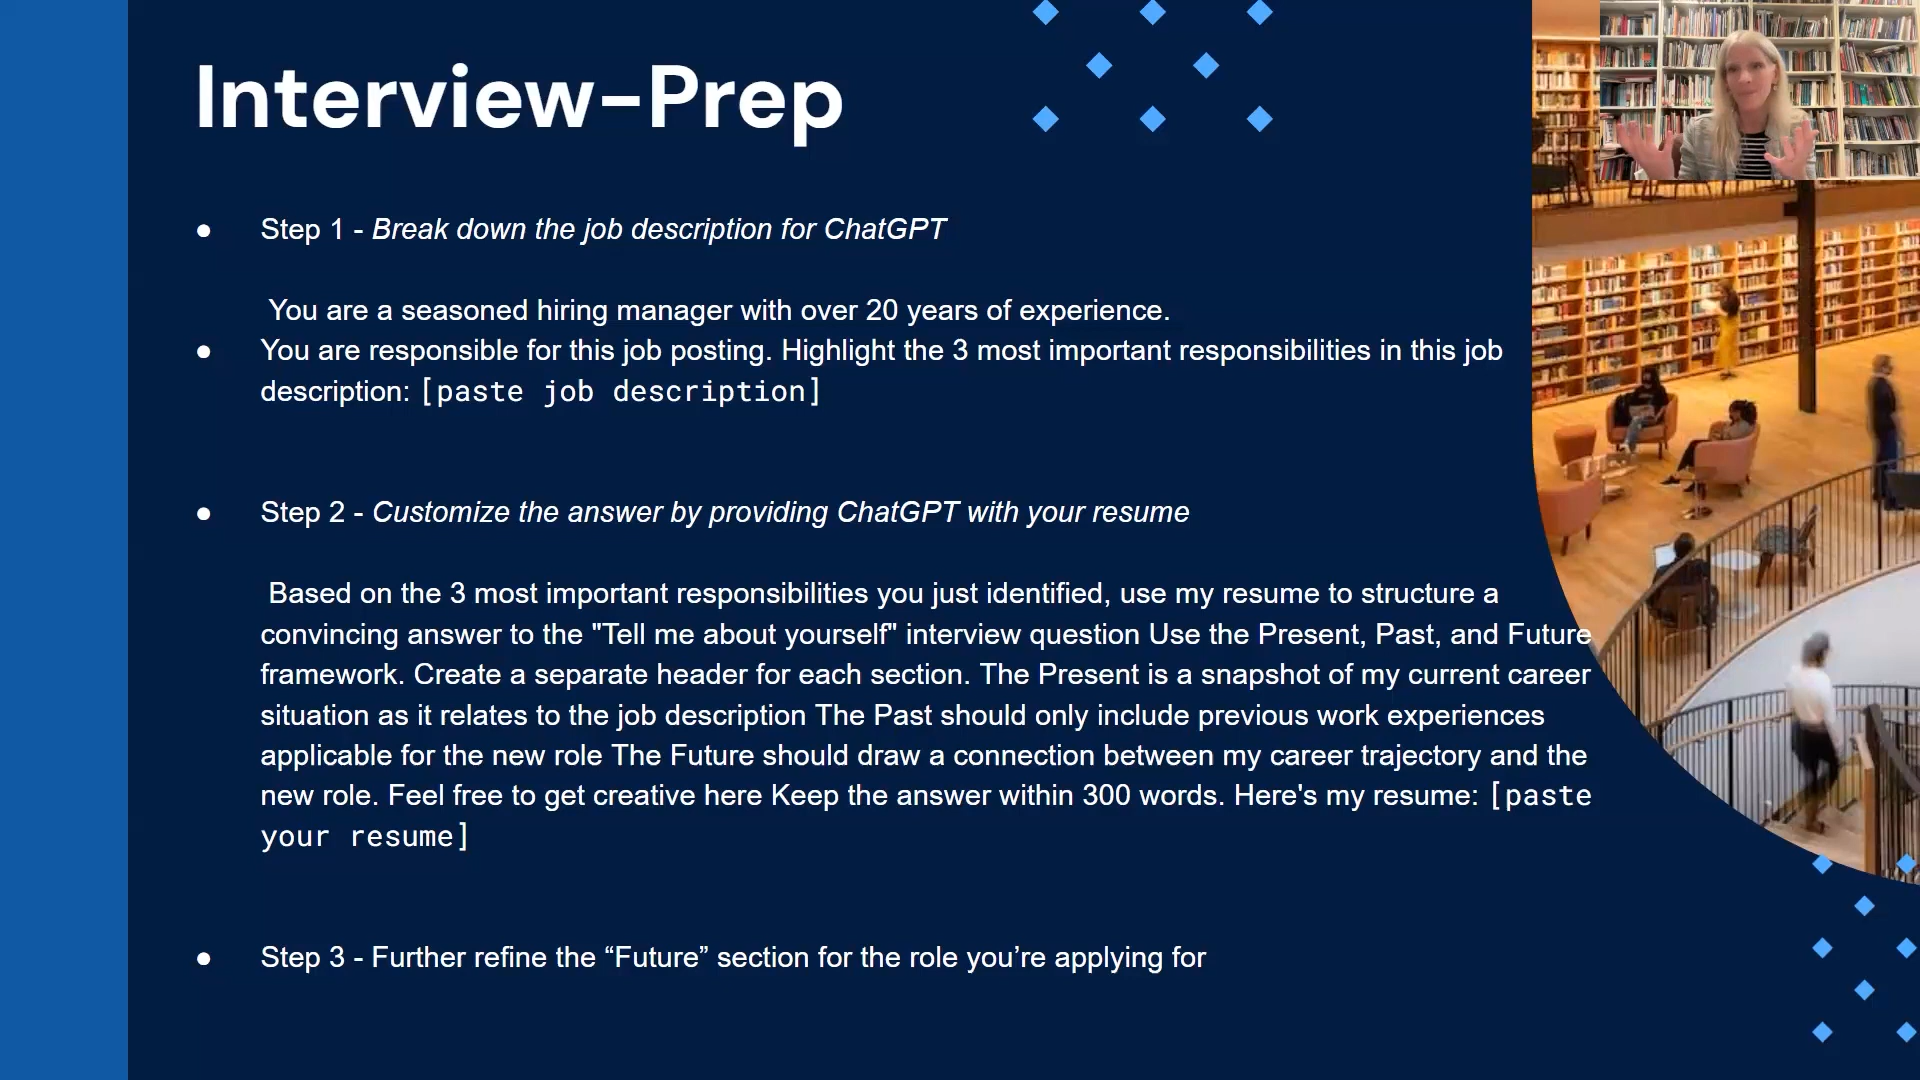 Interview-Prep
● Step 1 - Break down the job description for ChatGPT
You are a seasoned hiring manager with over 20 years of experience.
● You are responsible for this job posting. Highlight the 3 most important responsibilities in this job
description: [paste job description]
● Step 2 - Customize the answer by providing ChatGPT with your resume
Based on the 3 most important responsibilities you just identified, use my resume to structure a
convincing answer to the "Tell me about yourself" interview question Use the Present, Past, and Future
framework. Create a separate header for each section. The Present is a snapshot of my current career
situation as it relates to the job description The Past should only include previous work experiences
applicable for the new role The Future should draw a connection between my career trajectory and the
new role. Feel free to get creative here Keep the answer within 300 words. Here's my resume: [paste
your resume]
● Step 3 - Further refine the “Future” section for the role you’re applying for